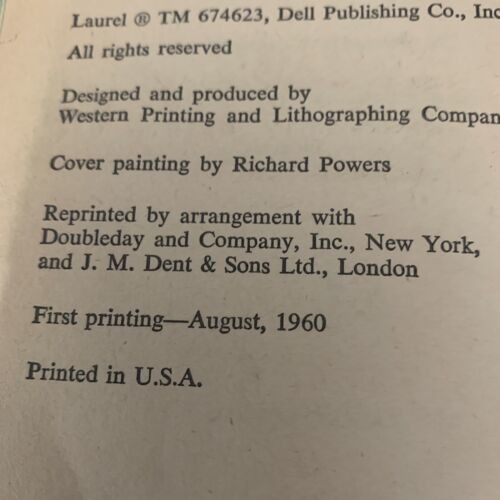 Laurel ® TM 674623, Dell Publishing Co., Inc
All rights reserved
Designed and produced by
Western Printing and Lithographing Compan
Cover painting by Richard Powers
Reprinted by arrangement with
Doubleday and Company, Inc., New York,
and J. M. Dent & Sons Ltd., London
First printing—August, 1960
Printed in U.S.A.